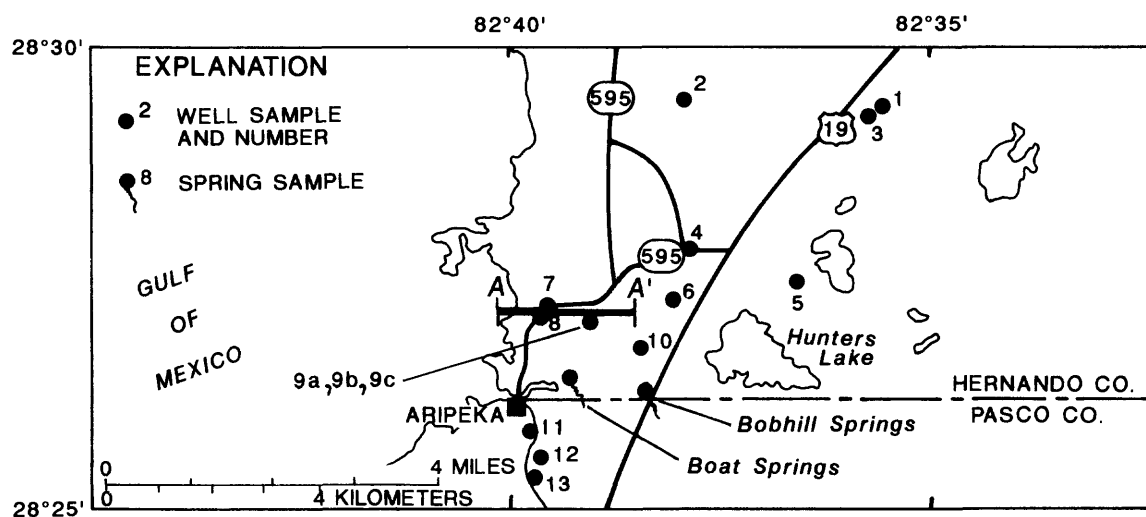 82°40'
82°35'
28°30'
EXPLANATION
2 WELL SAMPLE
AND NUMBER
8 SPRING SAMPLE
595
2
19
1
3
4
595
GULF
OF
MEXICO
A
7
A'
6
5
8
10
Hunters
Lake
9a,9b,9c
HERNANDO CO.
PASCO CO.
ARIPEKA
Bobhill Springs
11
Boat Springs
12
13
0
4 MILES
0
4 KILOMETERS
28°25'